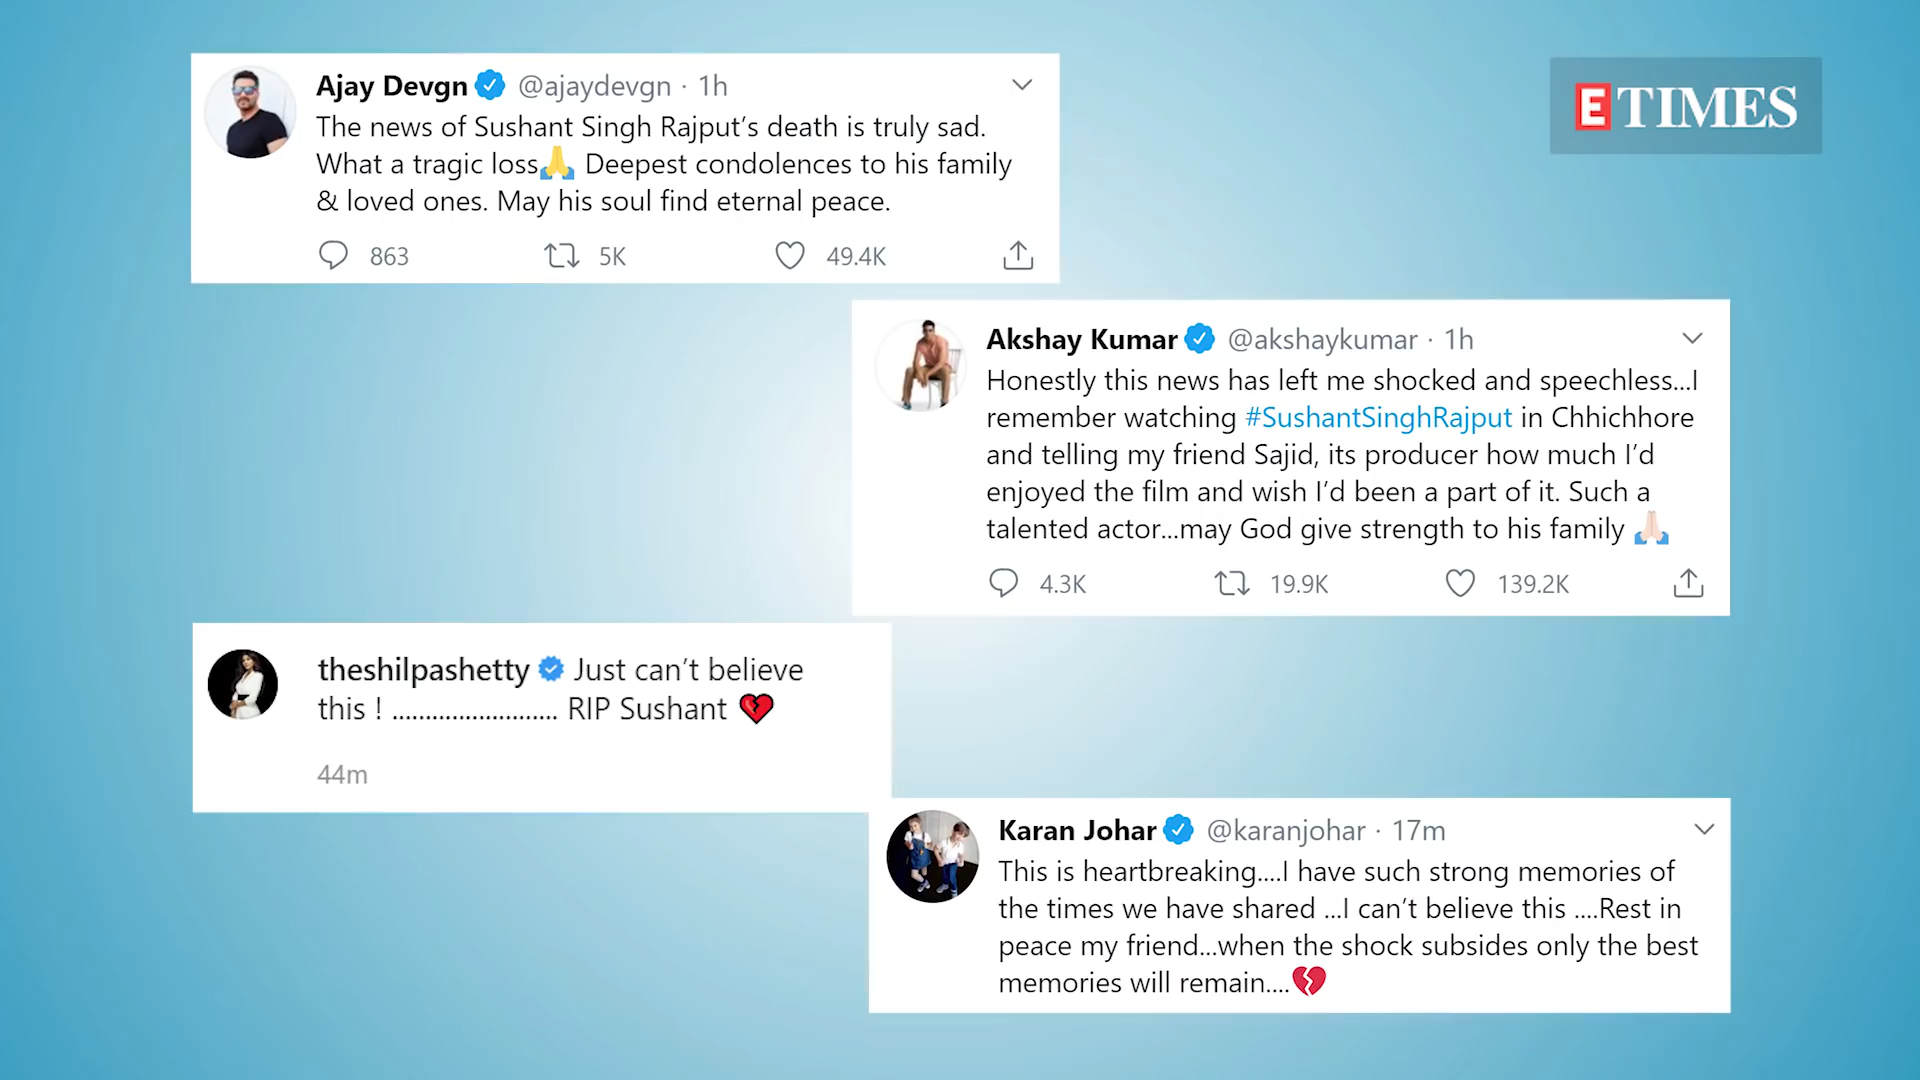 Ajay Devgn @ajaydevgn · 1h
The news of Sushant Singh Rajput’s death is truly sad.
What a tragic loss🙏 Deepest condolences to his family
& loved ones. May his soul find eternal peace.
863 5K 49.4K
E TIMES
Akshay Kumar @akshaykumar · 1h
Honestly this news has left me shocked and speechless...I
remember watching #SushantSinghRajput in Chhichhore
and telling my friend Sajid, its producer how much I’d
enjoyed the film and wish I’d been a part of it. Such a
talented actor...may God give strength to his family 🙏🏻
4.3K 19.9K 139.2K
theshilpashetty Just can’t believe
this ! ......................... RIP Sushant 💔
44m
Karan Johar @karanjohar · 17m
This is heartbreaking....I have such strong memories of
the times we have shared ...I can’t believe this ....Rest in
peace my friend...when the shock subsides only the best
memories will remain....💔